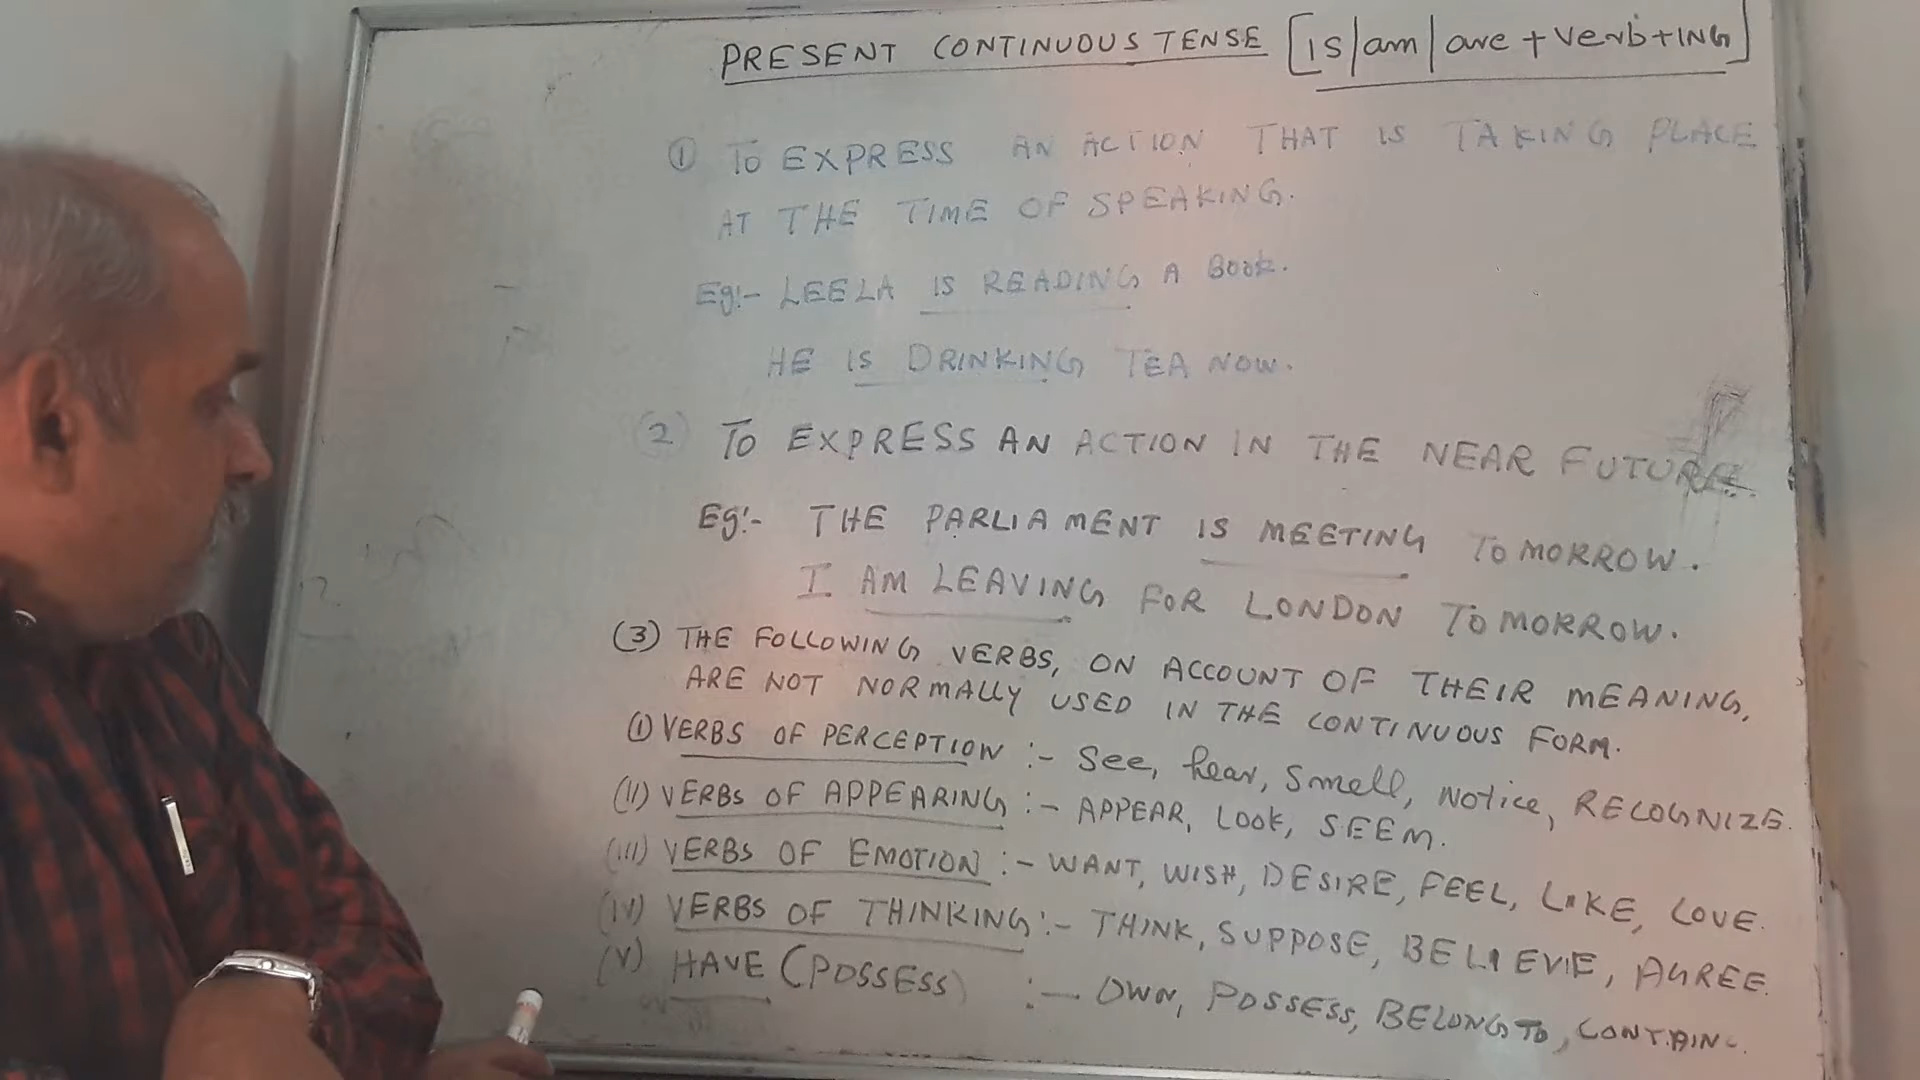 PRESENT CONTINUOUS TENSE [is/am/are + verb + ING]
① TO EXPRESS AN ACTION THAT IS TAKING PLACE
AT THE TIME OF SPEAKING.
Eg:- LEELA IS READING A BOOK.
HE IS DRINKING TEA NOW.
(2) TO EXPRESS AN ACTION IN THE NEAR FUTURE.
Eg:- THE PARLIAMENT IS MEETING TOMORROW.
I AM LEAVING FOR LONDON TOMORROW.
(3) THE FOLLOWING VERBS, ON ACCOUNT OF THEIR MEANING,
ARE NOT NORMALLY USED IN THE CONTINUOUS FORM.
(I) VERBS OF PERCEPTION :- See, hear, Smell, Notice, RECOGNIZE.
(II) VERBS OF APPEARING :- APPEAR, LOOK, SEEM.
(III) VERBS OF EMOTION :- WANT, WISH, DESIRE, FEEL, LIKE, LOVE.
(IV) VERBS OF THINKING :- THINK, SUPPOSE, BELIEVE, AGREE.
(V) HAVE (POSSESS) :- OWN, POSSESS, BELONG TO, CONTAIN.